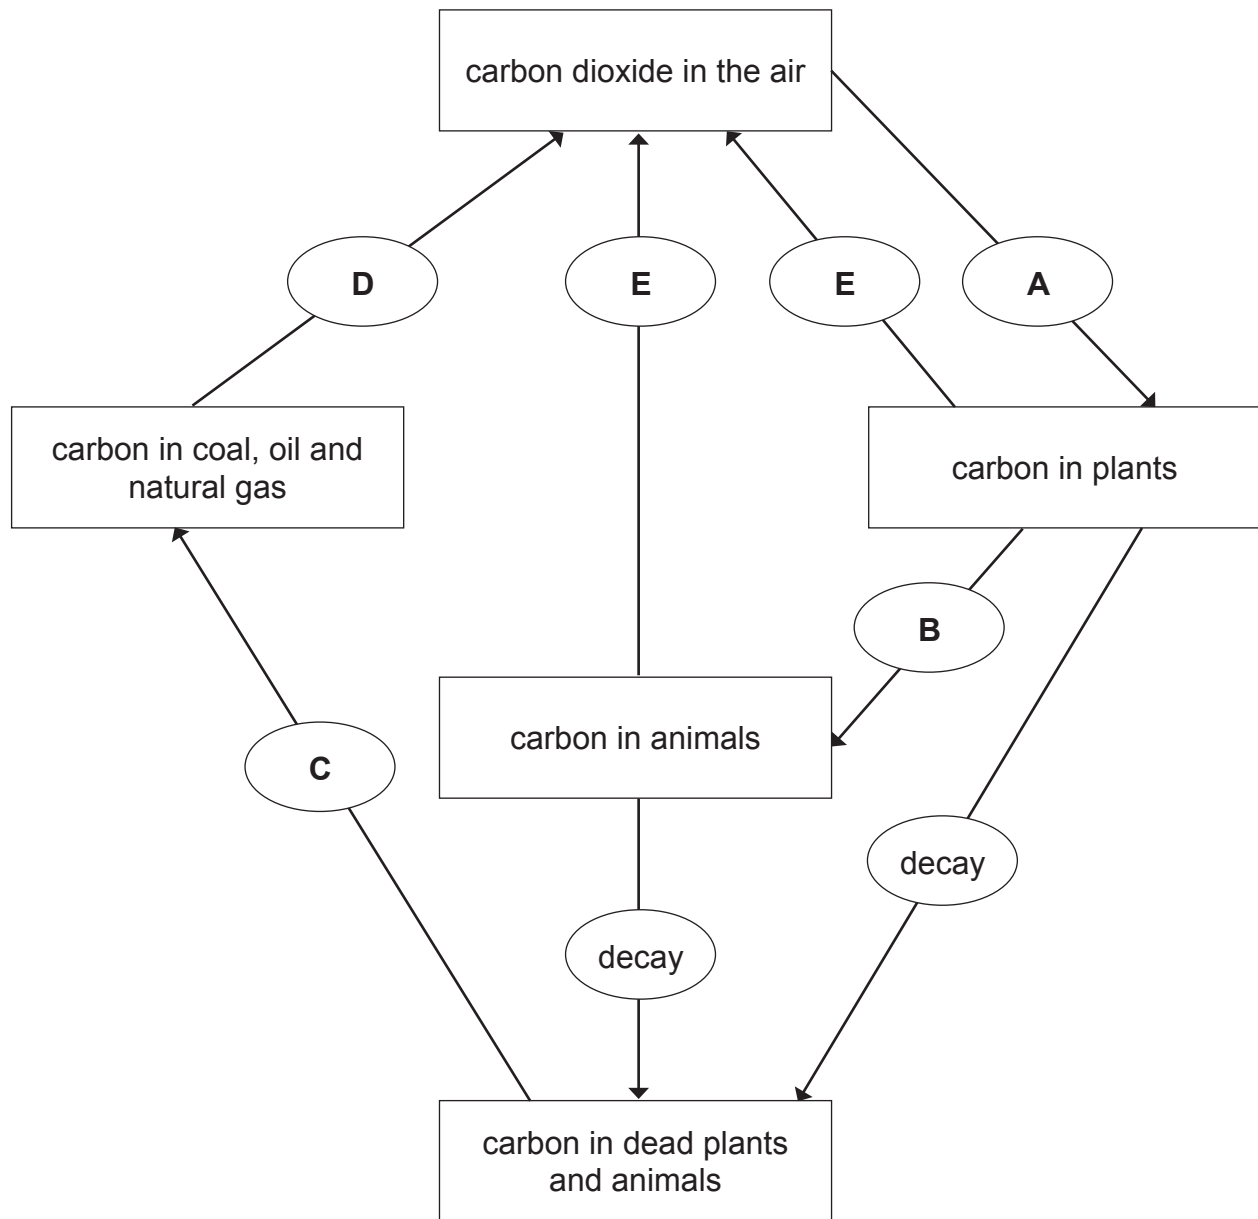 carbon dioxide in the air
D
E
E
A
carbon in coal, oil and
natural gas
carbon in plants
B
carbon in animals
C
decay
decay
carbon in dead plants
and animals